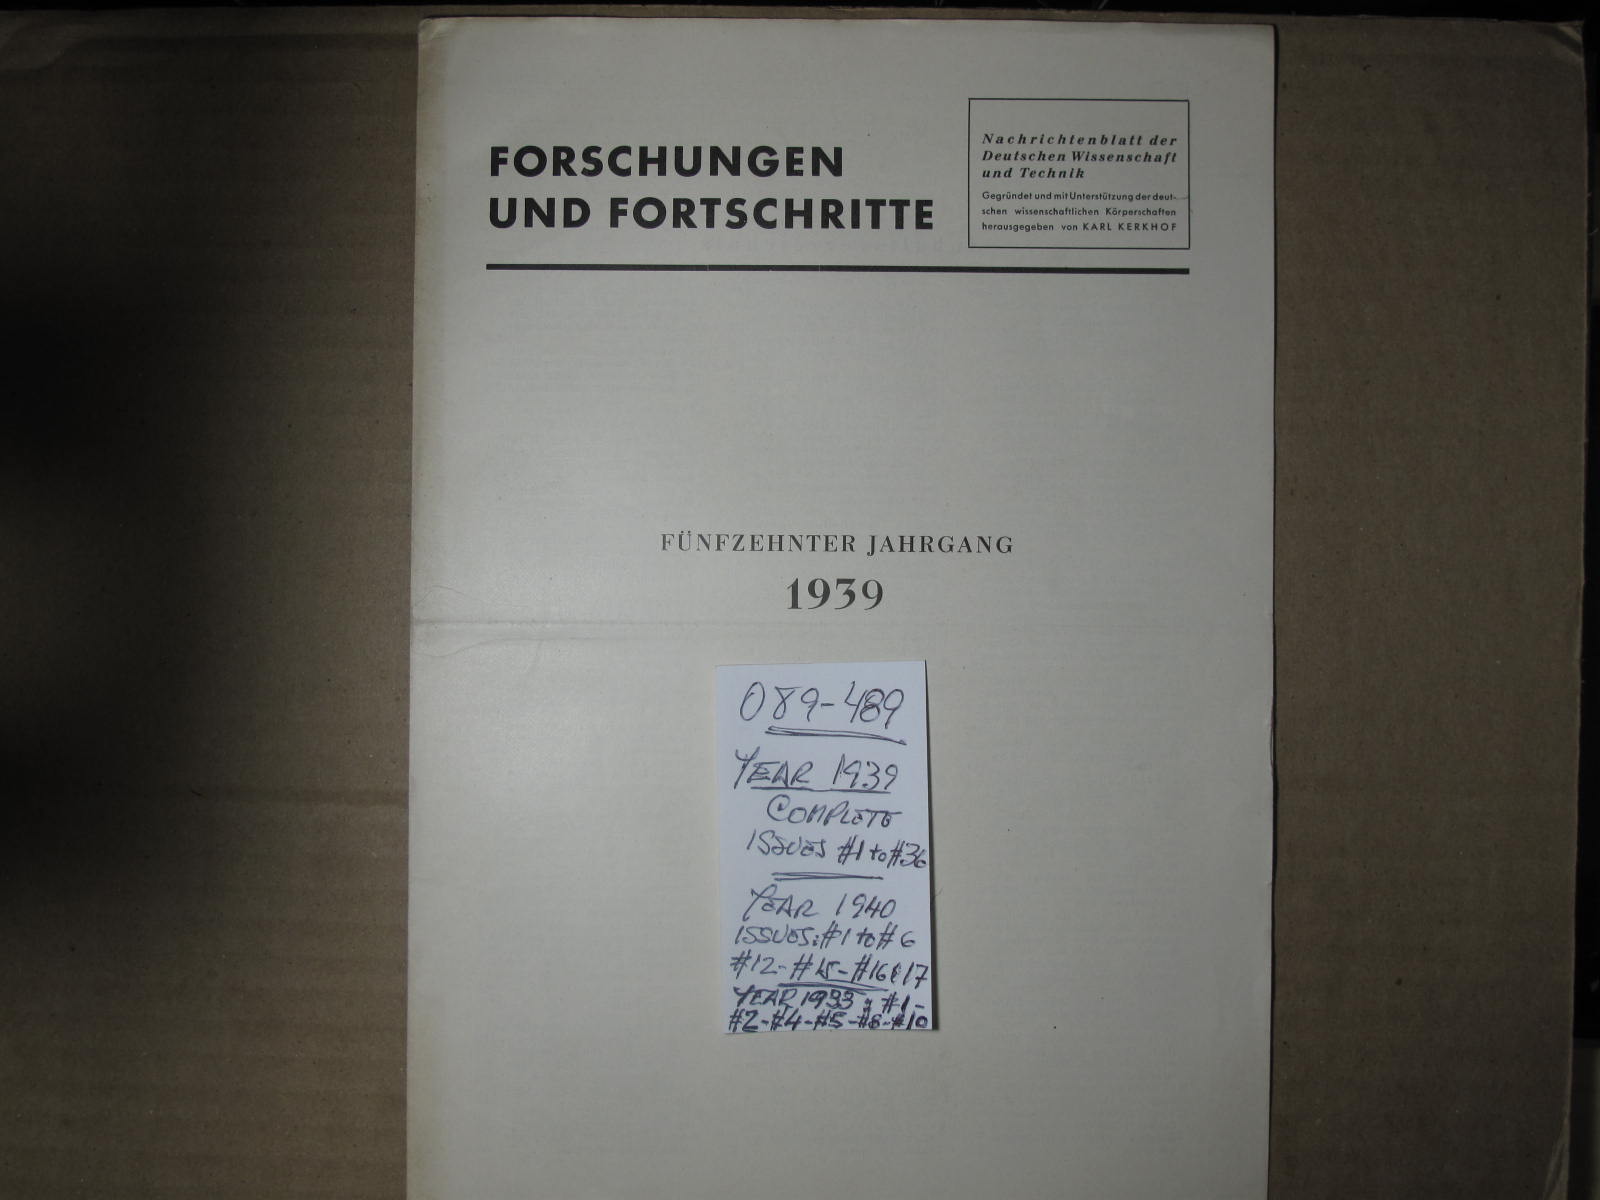 FORSCHUNGEN
UND FORTSCHRITTE
Nachrichtenblatt der
Deutschen Wissenschaft
und Technik
Gegründet und mit Unterstützung der deut-
schen wissenschaftlichen Körperschaften
herausgegeben von KARL KERKHOF
FÜNFZEHNTER JAHRGANG
1939
089-489
YEAR 1939
COMPLETE
ISSUES #1 to #36
YEAR 1940
ISSUES: #1 to #6
#12-#15-#16&17
YEAR 1933: #1-
#2-#4-#5-#8-#10